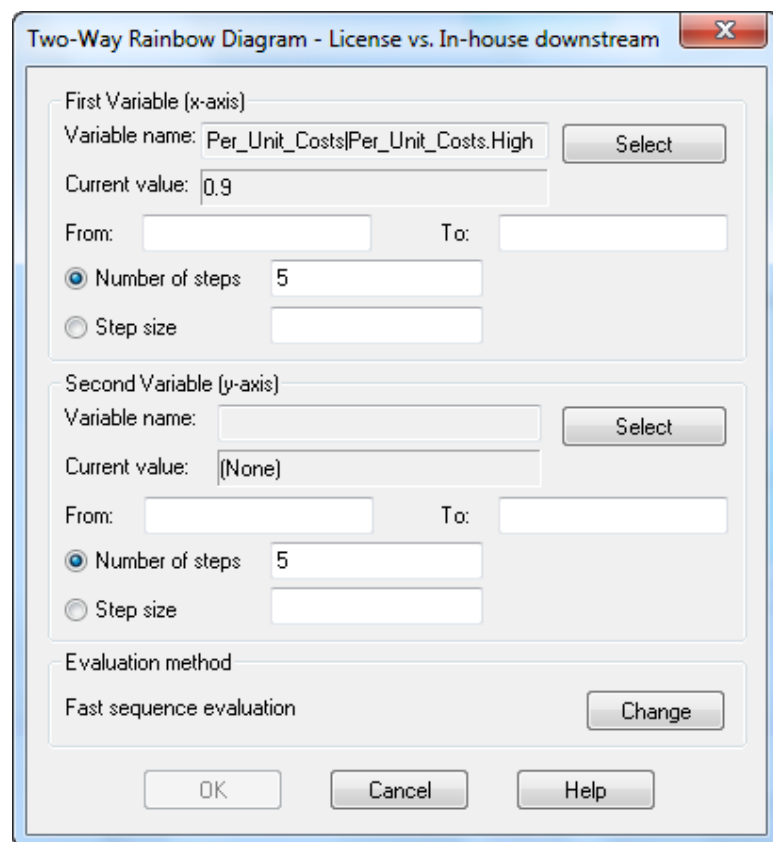 Two-Way Rainbow Diagram - License vs. In-house downstream
First Variable (x-axis)
Variable name: Per_Unit_Costs|Per_Unit_Costs.High Select
Current value: 0.9
From: To:
Number of steps 5
Step size
Second Variable (y-axis)
Variable name: Select
Current value: (None)
From: To:
Number of steps 5
Step size
Evaluation method
Fast sequence evaluation Change
OK Cancel Help